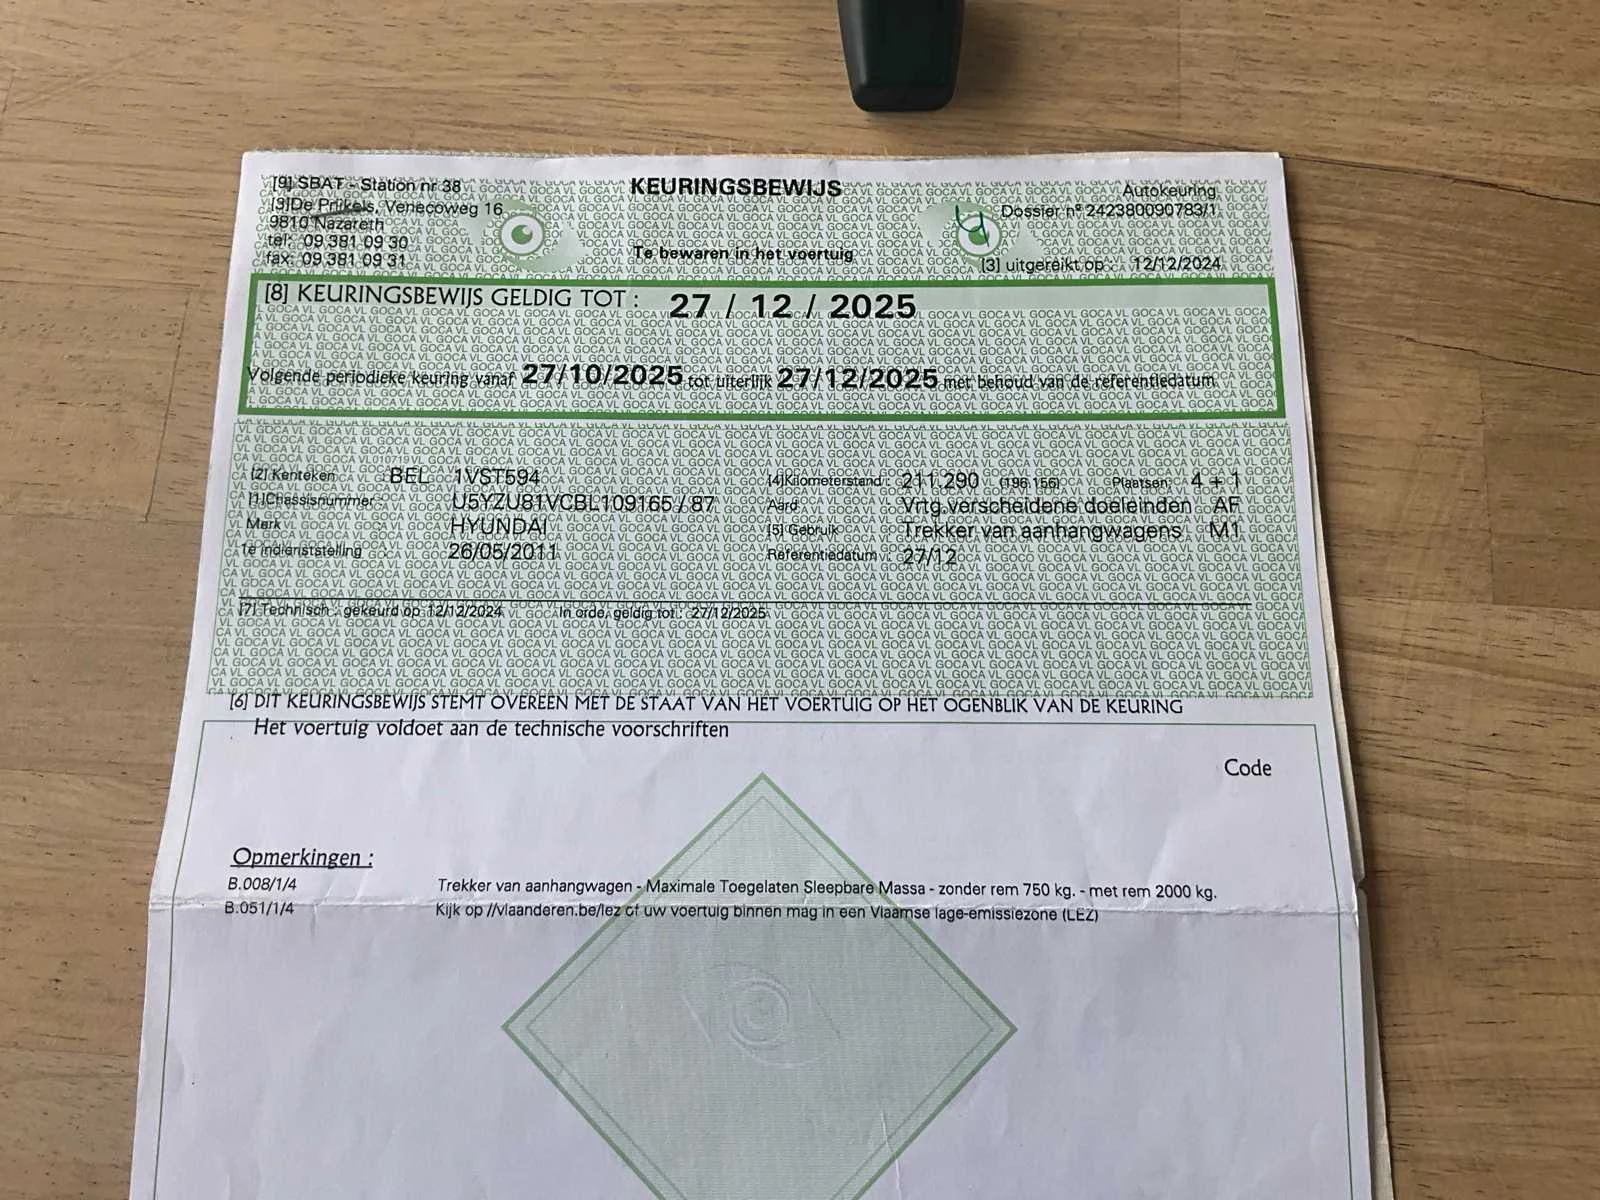 [9] SBAT - Station nr 38
[9]De Prijkels, Venecoweg 16
9810 Nazareth
tel: 09 381 09 30
fax: 09 381 09 31
KEURINGSBEWIJS
Te bewaren in het voertuig
Autokeuring
Dossier nº 242380090783/1
[3] uitgereikt op : 12/12/2024
[8] KEURINGSBEWIJS GELDIG TOT : 27 / 12 / 2025
Volgende periodieke keuring vanaf 27/10/2025 tot uiterlijk 27/12/2025 met behoud van de referentiedatum
[2] Kenteken BEL 1VST594
[1]Chassisnummer : U5YZU81VCBL109165 / 87
Merk HYUNDAI
1e indienststelling 26/05/2011
[4]Kilometerstand : 211.290 (196.156) Plaatsen: 4 + 1
Aard Vrtg.verscheidene doeleinden AF
[5] Gebruik Trekker van aanhangwagens M1
Referentiedatum 27/12
[7] Technisch : gekeurd op 12/12/2024 In orde, geldig tot : 27/12/2025
[6] DIT KEURINGSBEWIJS STEMT OVEREEN MET DE STAAT VAN HET VOERTUIG OP HET OGENBLIK VAN DE KEURING
Het voertuig voldoet aan de technische voorschriften
Code
Opmerkingen :
B.008/1/4 Trekker van aanhangwagen - Maximale Toegelaten Sleepbare Massa - zonder rem 750 kg. - met rem 2000 kg.
B.051/1/4 Kijk op //vlaanderen.be/lez of uw voertuig binnen mag in een Vlaamse lage-emissiezone (LEZ)